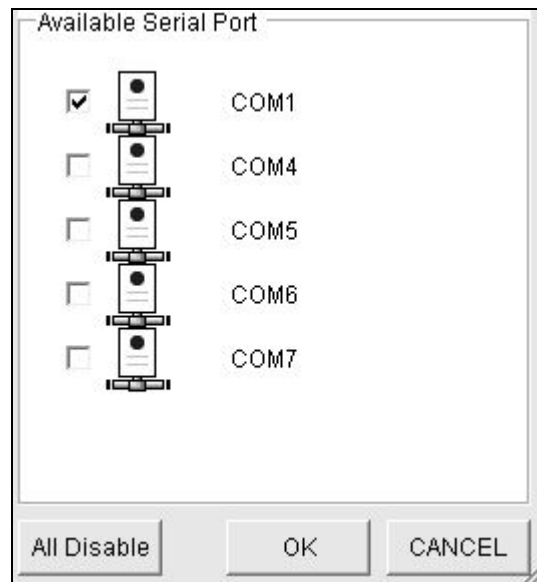 Available Serial Port
COM1
COM4
COM5
COM6
COM7
All Disable OK CANCEL